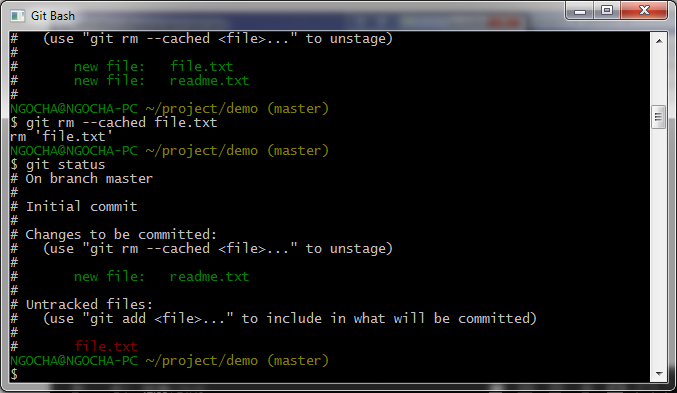 Git Bash
#   (use "git rm --cached <file>..." to unstage)
#
#       new file:   file.txt
#       new file:   readme.txt
#
NGOCHA@NGOCHA-PC ~/project/demo (master)
$ git rm --cached file.txt
rm 'file.txt'
NGOCHA@NGOCHA-PC ~/project/demo (master)
$ git status
# On branch master
#
# Initial commit
#
# Changes to be committed:
#   (use "git rm --cached <file>..." to unstage)
#
#       new file:   readme.txt
#
# Untracked files:
#   (use "git add <file>..." to include in what will be committed)
#
#       file.txt
NGOCHA@NGOCHA-PC ~/project/demo (master)
$